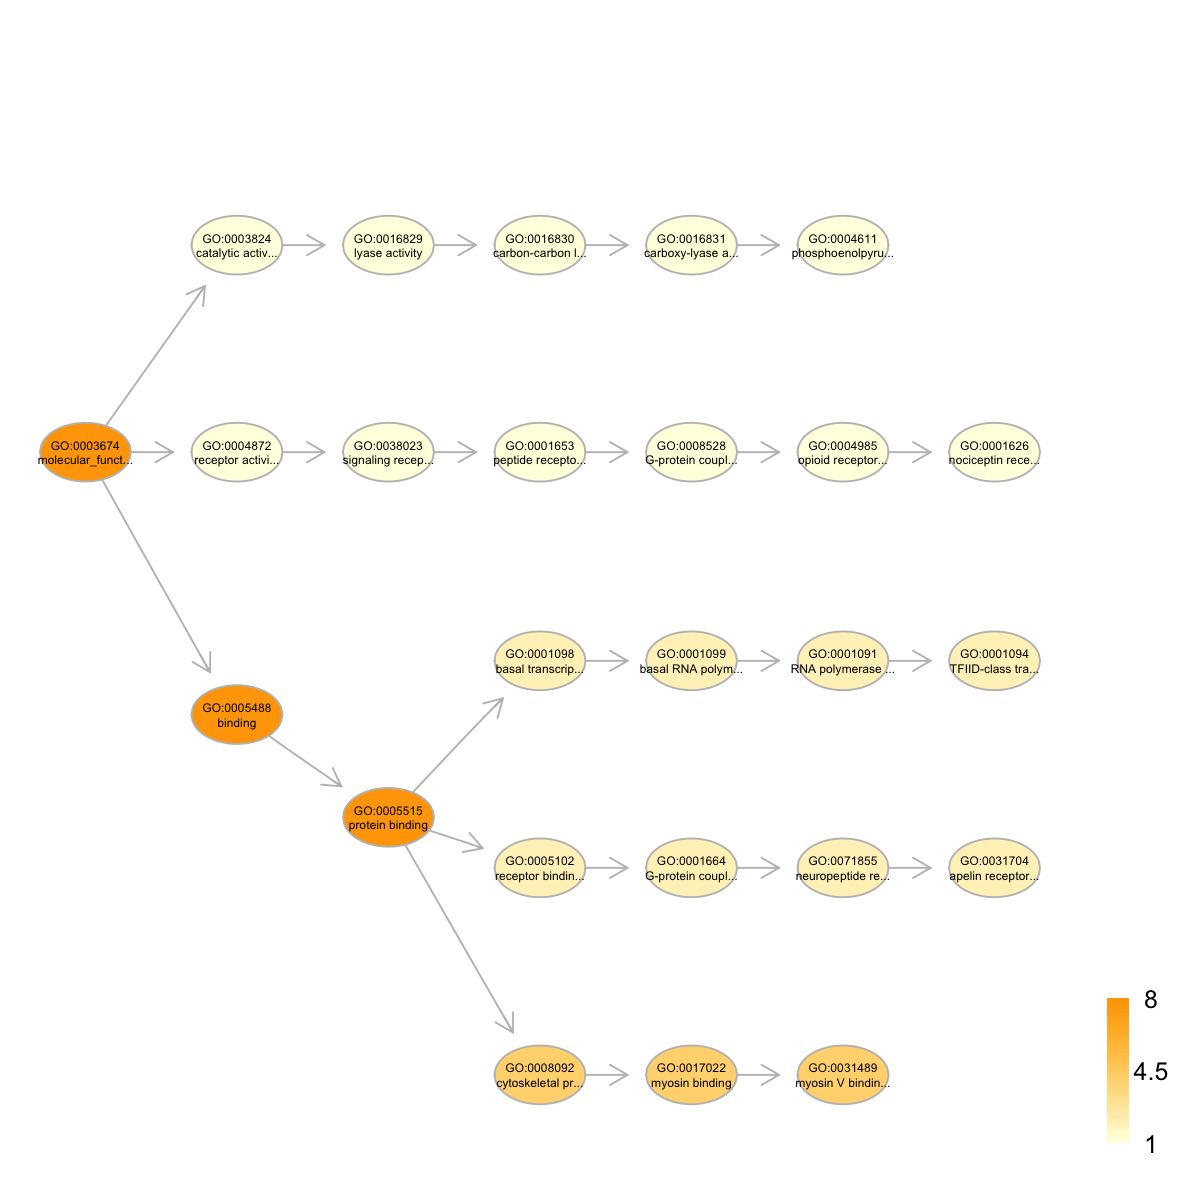 GO:0003824
catalytic activ...
GO:0016829
lyase activity
GO:0016830
carbon-carbon l...
GO:0016831
carboxy-lyase a...
GO:0004611
phosphoenolpyru...
GO:0003674
molecular_funct...
GO:0004872
receptor activi...
GO:0038023
signaling recep...
GO:0001653
peptide recepto...
GO:0008528
G-protein coupl...
GO:0004985
opioid receptor...
GO:0001626
nociceptin rece...
GO:0001098
basal transcrip...
GO:0001099
basal RNA polym...
GO:0001091
RNA polymerase ...
GO:0001094
TFIID-class tra...
GO:0005488
binding
GO:0005515
protein binding
GO:0005102
receptor bindin...
GO:0001664
G-protein coupl...
GO:0071855
neuropeptide re...
GO:0031704
apelin receptor...
GO:0008092
cytoskeletal pr...
GO:0017022
myosin binding
GO:0031489
myosin V bindin...
8
4.5
1